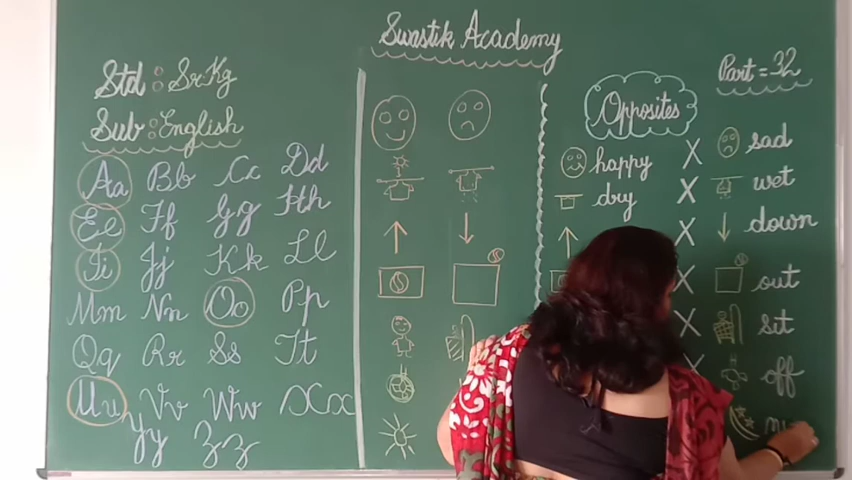 Swastik Academy
Std : Sr Kg
Sub : English
Part = 32
Aa Bb Cc Dd
Ee Ff Gg Hh
Ii Jj Kk Ll
Mm Nn Oo Pp
Qq Rr Ss Tt
Uu Vv Ww Xx
Yy Zz
Opposites
happy X sad
dry X wet
X down
X out
X sit
X off